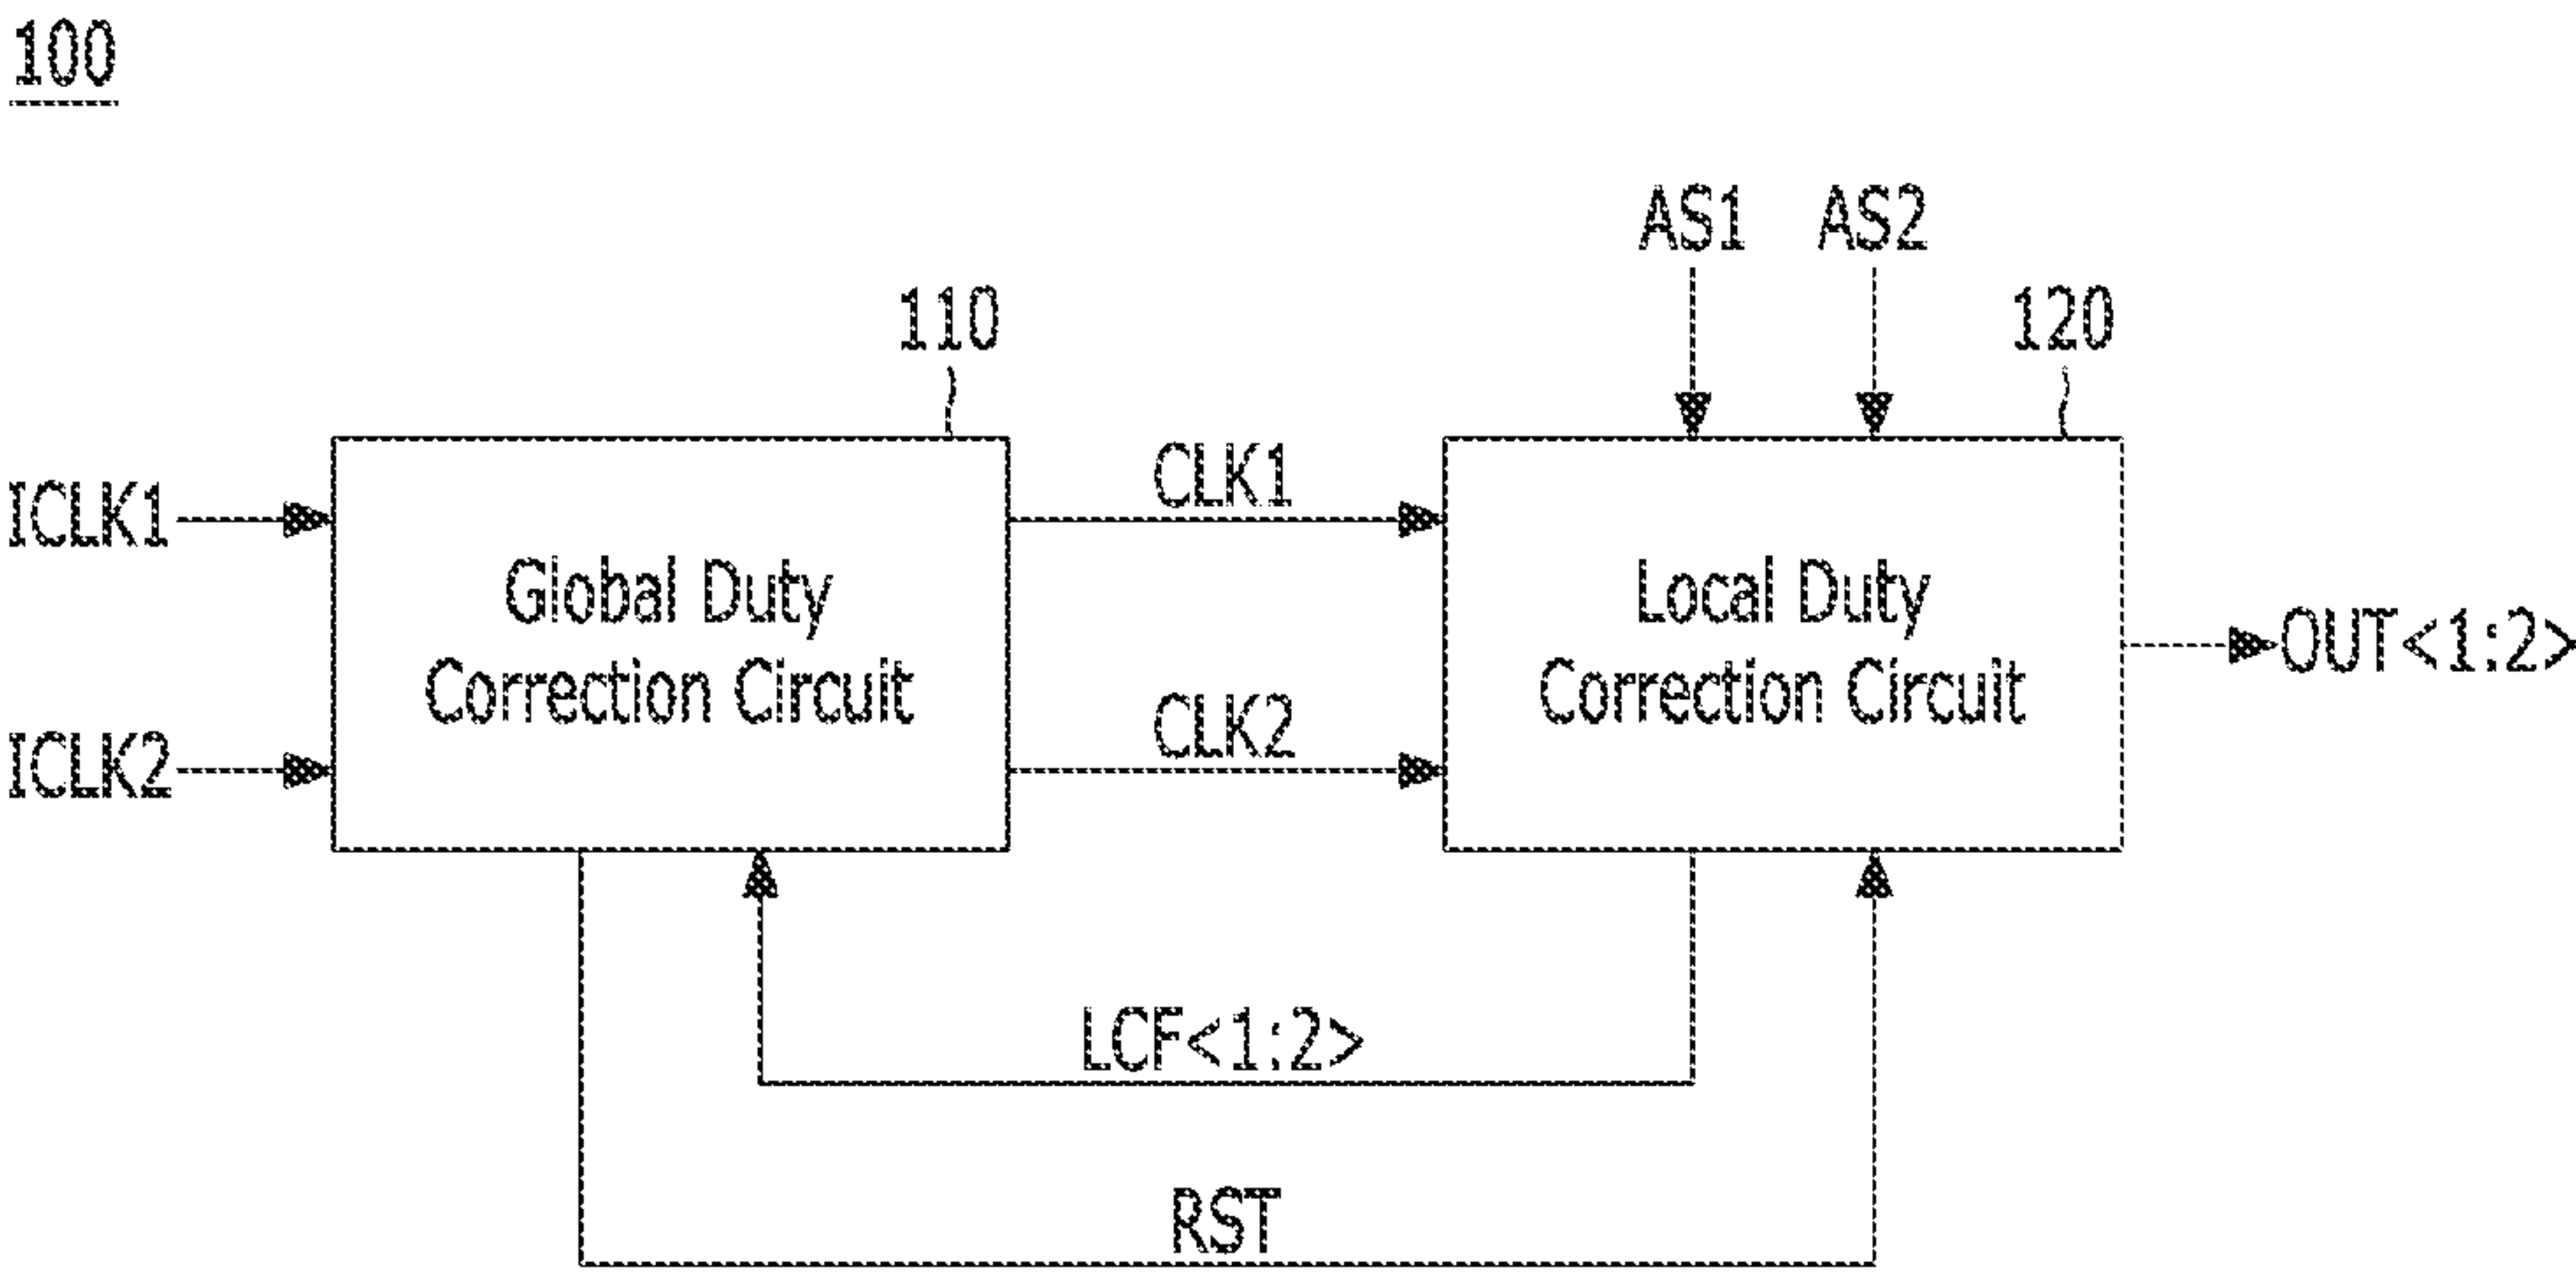 100
AS1 AS2
110
120
ICLK1
CLK1
Global Duty
Correction Circuit
Local Duty
Correction Circuit
OUT<1:2>
ICLK2
CLK2
LCF<1:2>
RST